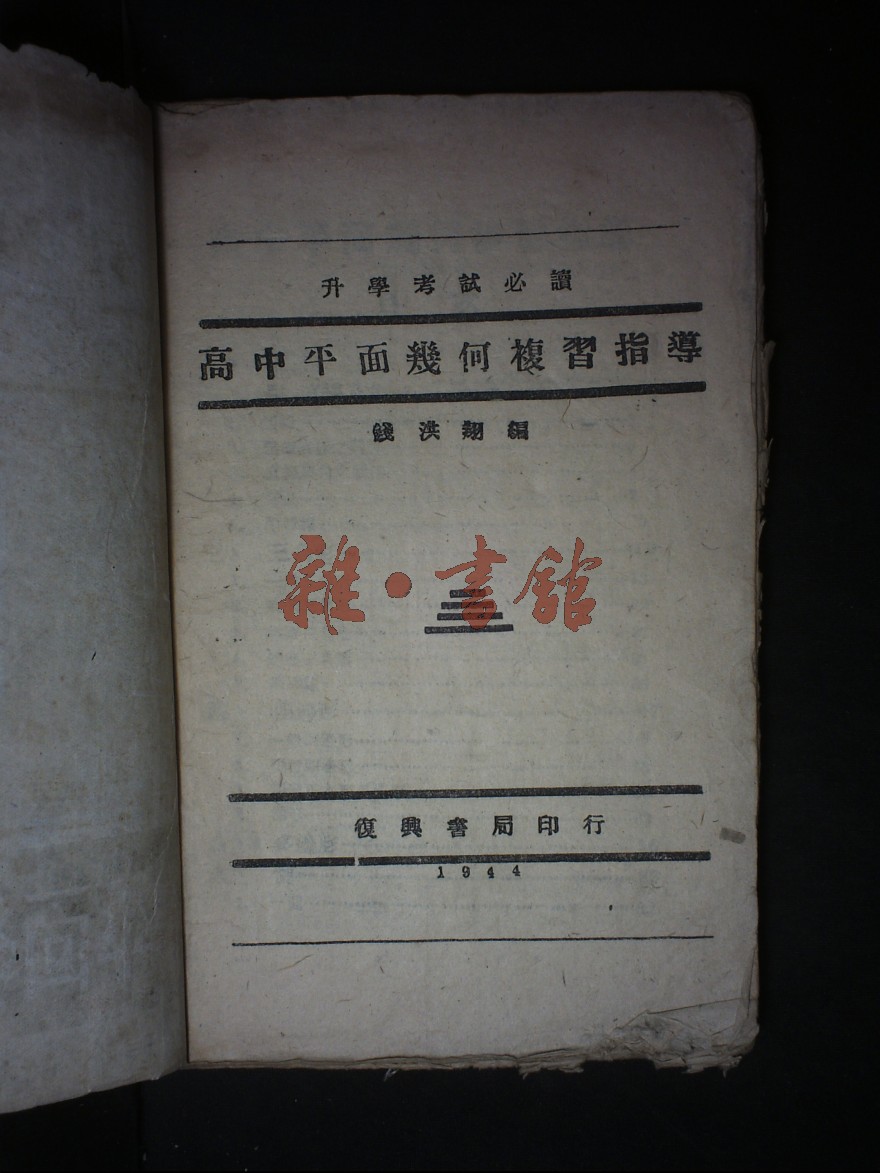 升學考試必讀
高中平面幾何複習指導
錢洪翔編
雜·書館
復興書局印行
1944